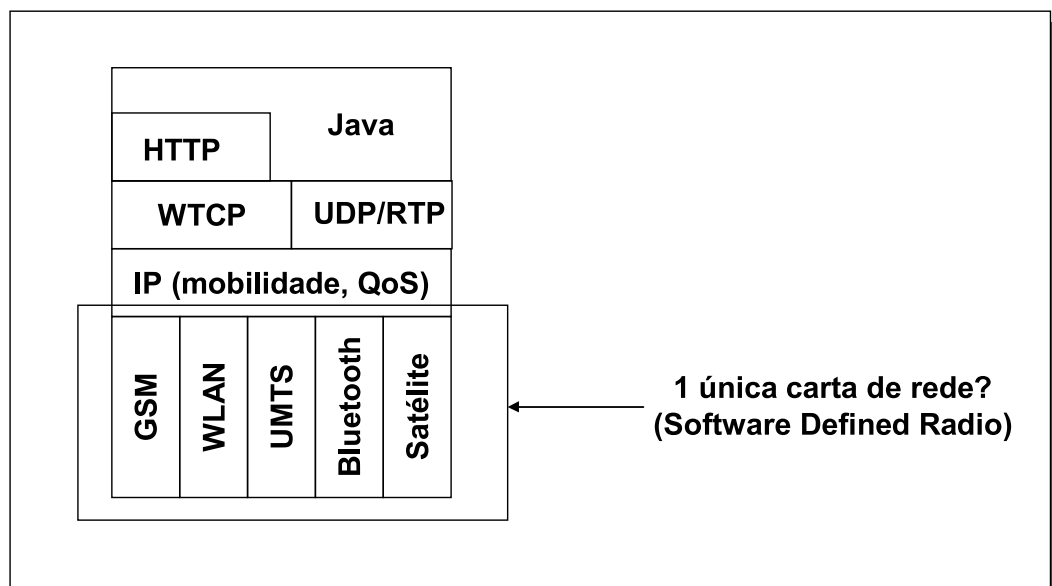 Java
HTTP
WTCP
UDP/RTP
IP (mobilidade, QoS)
GSM
WLAN
UMTS
Bluetooth
Satélite
1 única carta de rede?
(Software Defined Radio)